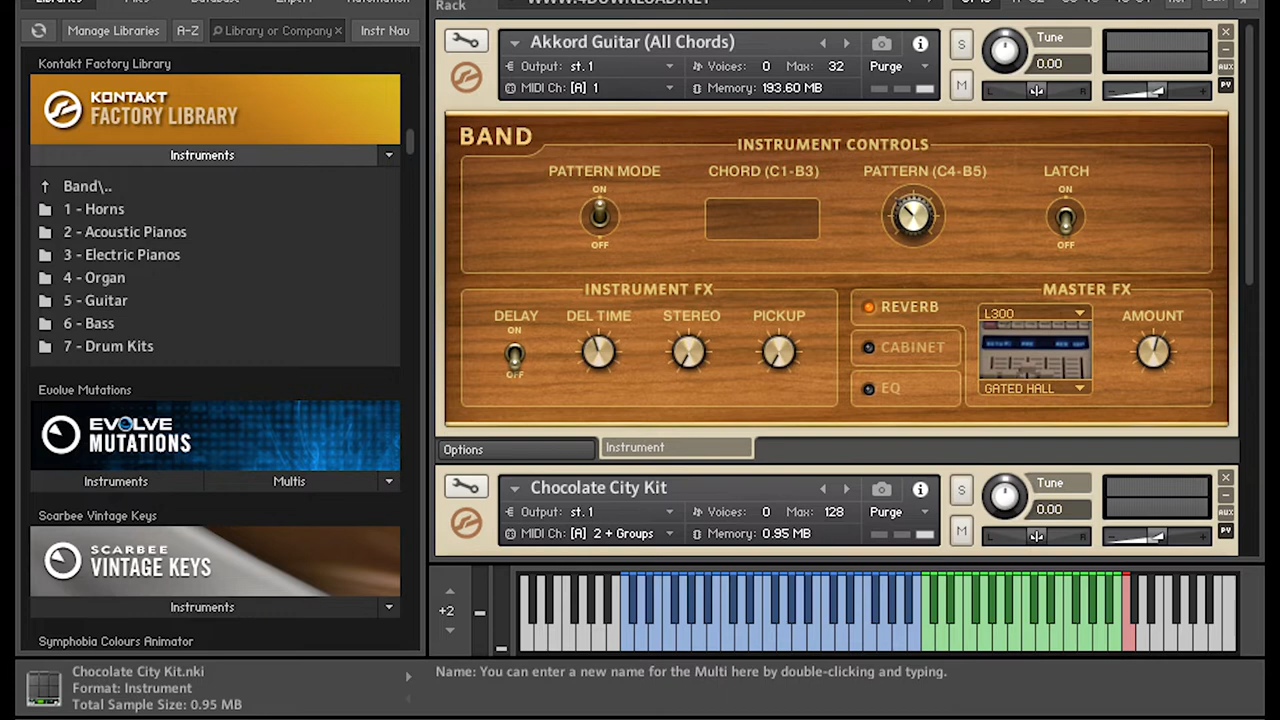 Rack
WWW.4DOWNLOAD.NET
Manage Libraries
A-Z
Library or Company
Instr Nav
Kontakt Factory Library
KONTAKT
FACTORY LIBRARY
Instruments
Band\..
1 - Horns
2 - Acoustic Pianos
3 - Electric Pianos
4 - Organ
5 - Guitar
6 - Bass
7 - Drum Kits
Evolve Mutations
EVOLVE
MUTATIONS
Instruments
Multis
Scarbee Vintage Keys
SCARBEE
VINTAGE KEYS
Instruments
Symphobia Colours Animator
Akkord Guitar (All Chords)
Output: st. 1
Voices: 0 Max: 32
Purge
MIDI Ch: [A] 1
Memory: 193.60 MB
S
M
Tune
0.00
L R
AUX
PV
BAND
INSTRUMENT CONTROLS
PATTERN MODE
CHORD (C1-B3)
PATTERN (C4-B5)
LATCH
ON
ON
OFF
OFF
INSTRUMENT FX
DELAY
DEL TIME
STEREO
PICKUP
ON
OFF
REVERB
CABINET
EQ
MASTER FX
L300
GATED HALL
AMOUNT
Options
Instrument
Chocolate City Kit
Output: st. 1
Voices: 0 Max: 128
Purge
MIDI Ch: [A] 2 + Groups
Memory: 0.95 MB
S
M
Tune
0.00
L R
AUX
PV
+2
Chocolate City Kit.nki
Format: Instrument
Total Sample Size: 0.95 MB
Name: You can enter a new name for the Multi here by double-clicking and typing.